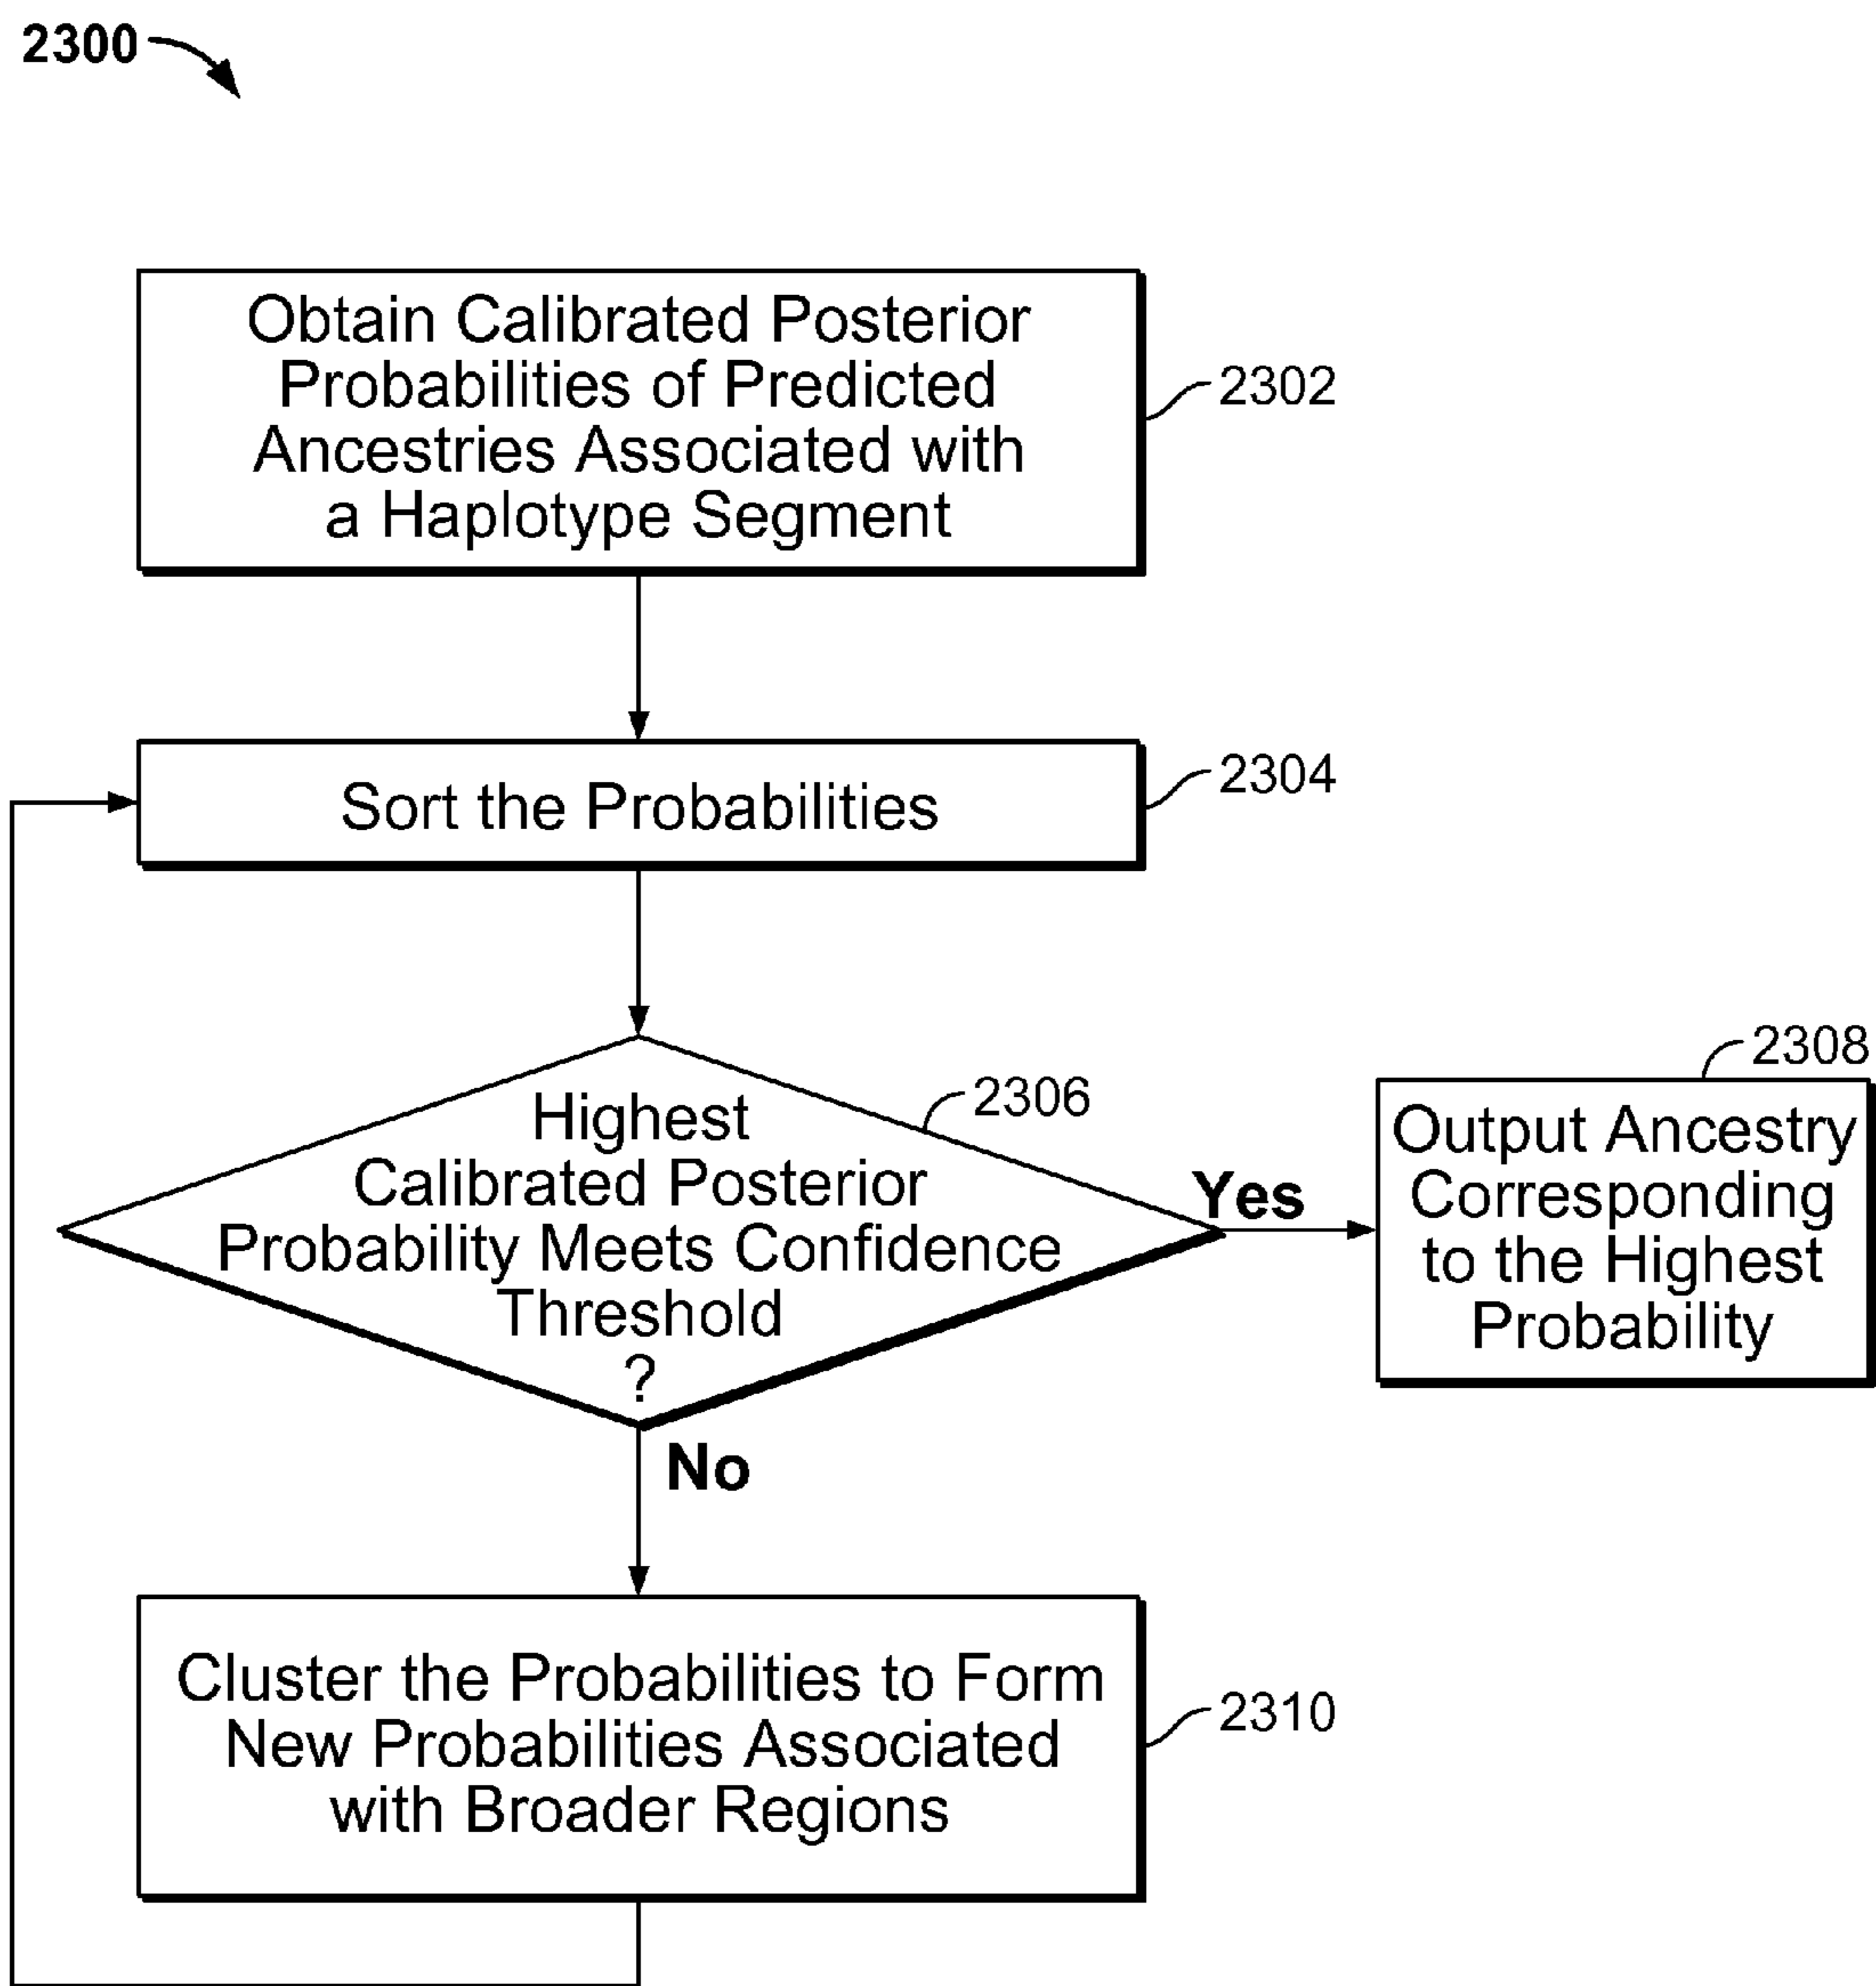 2300
Obtain Calibrated Posterior
Probabilities of Predicted
Ancestries Associated with
a Haplotype Segment
2302
Sort the Probabilities
2304
Highest
Calibrated Posterior
Probability Meets Confidence
Threshold
?
2306
Yes
2308
Output Ancestry
Corresponding
to the Highest
Probability
No
Cluster the Probabilities to Form
New Probabilities Associated
with Broader Regions
2310